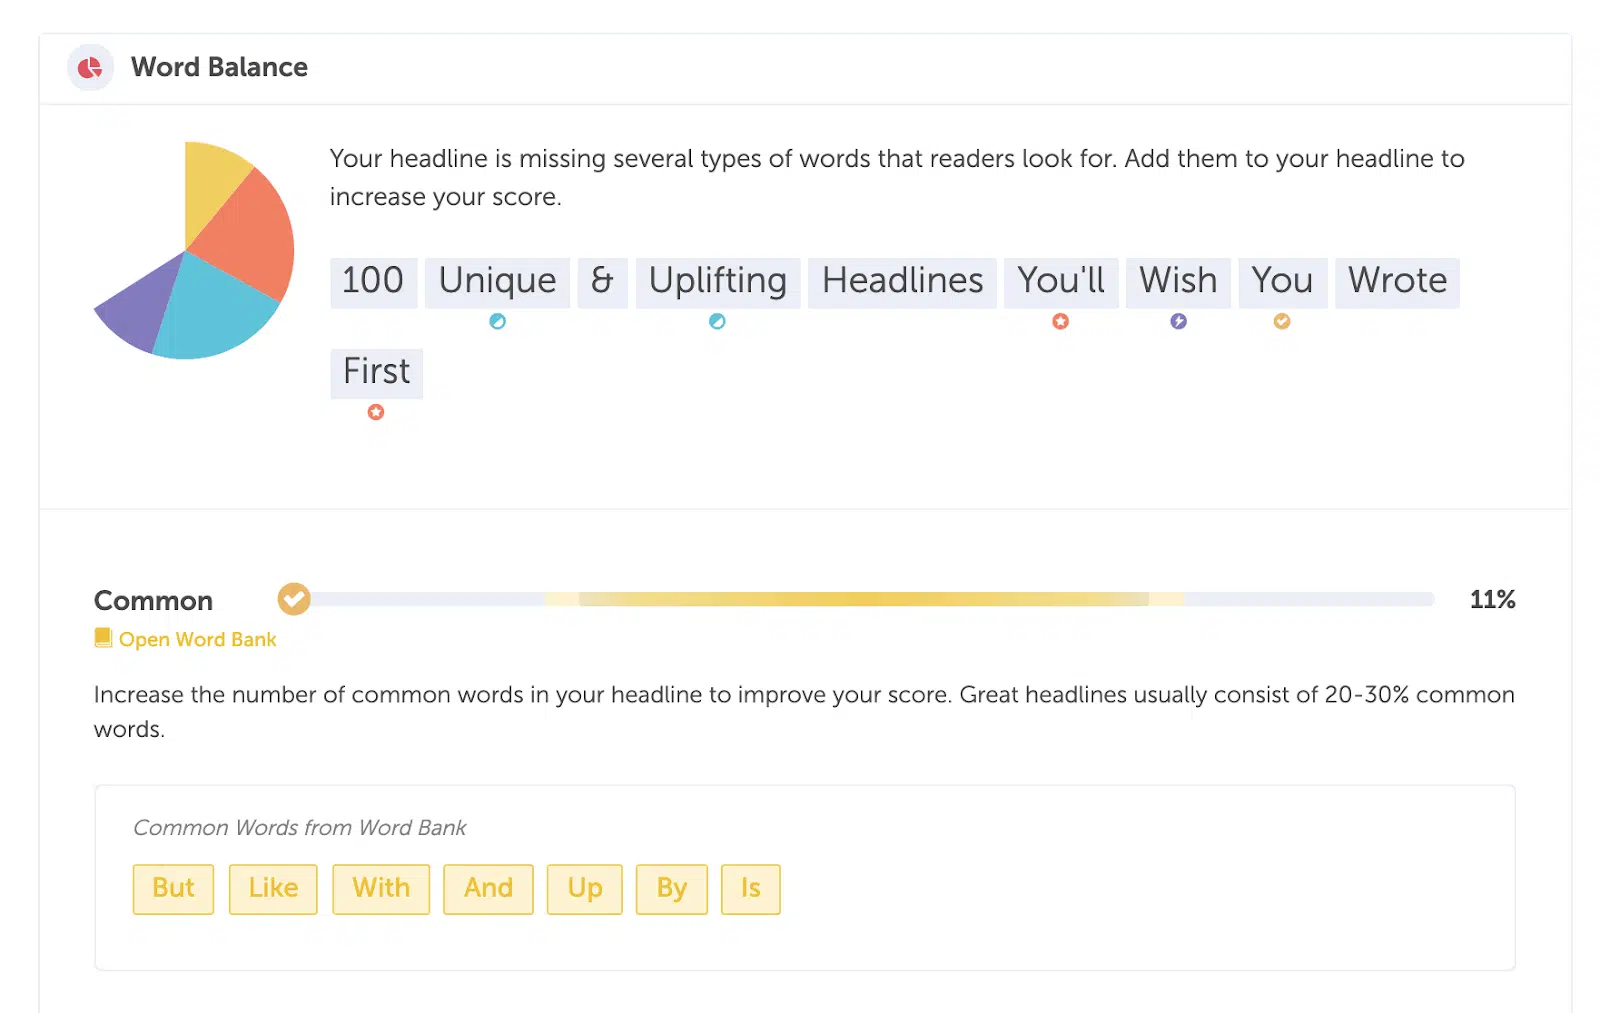 Word Balance
Your headline is missing several types of words that readers look for. Add them to your headline to
increase your score.
100 Unique & Uplifting Headlines You'll Wish You Wrote
First
Common 11%
Open Word Bank
Increase the number of common words in your headline to improve your score. Great headlines usually consist of 20-30% common
words.
Common Words from Word Bank
But Like With And Up By Is